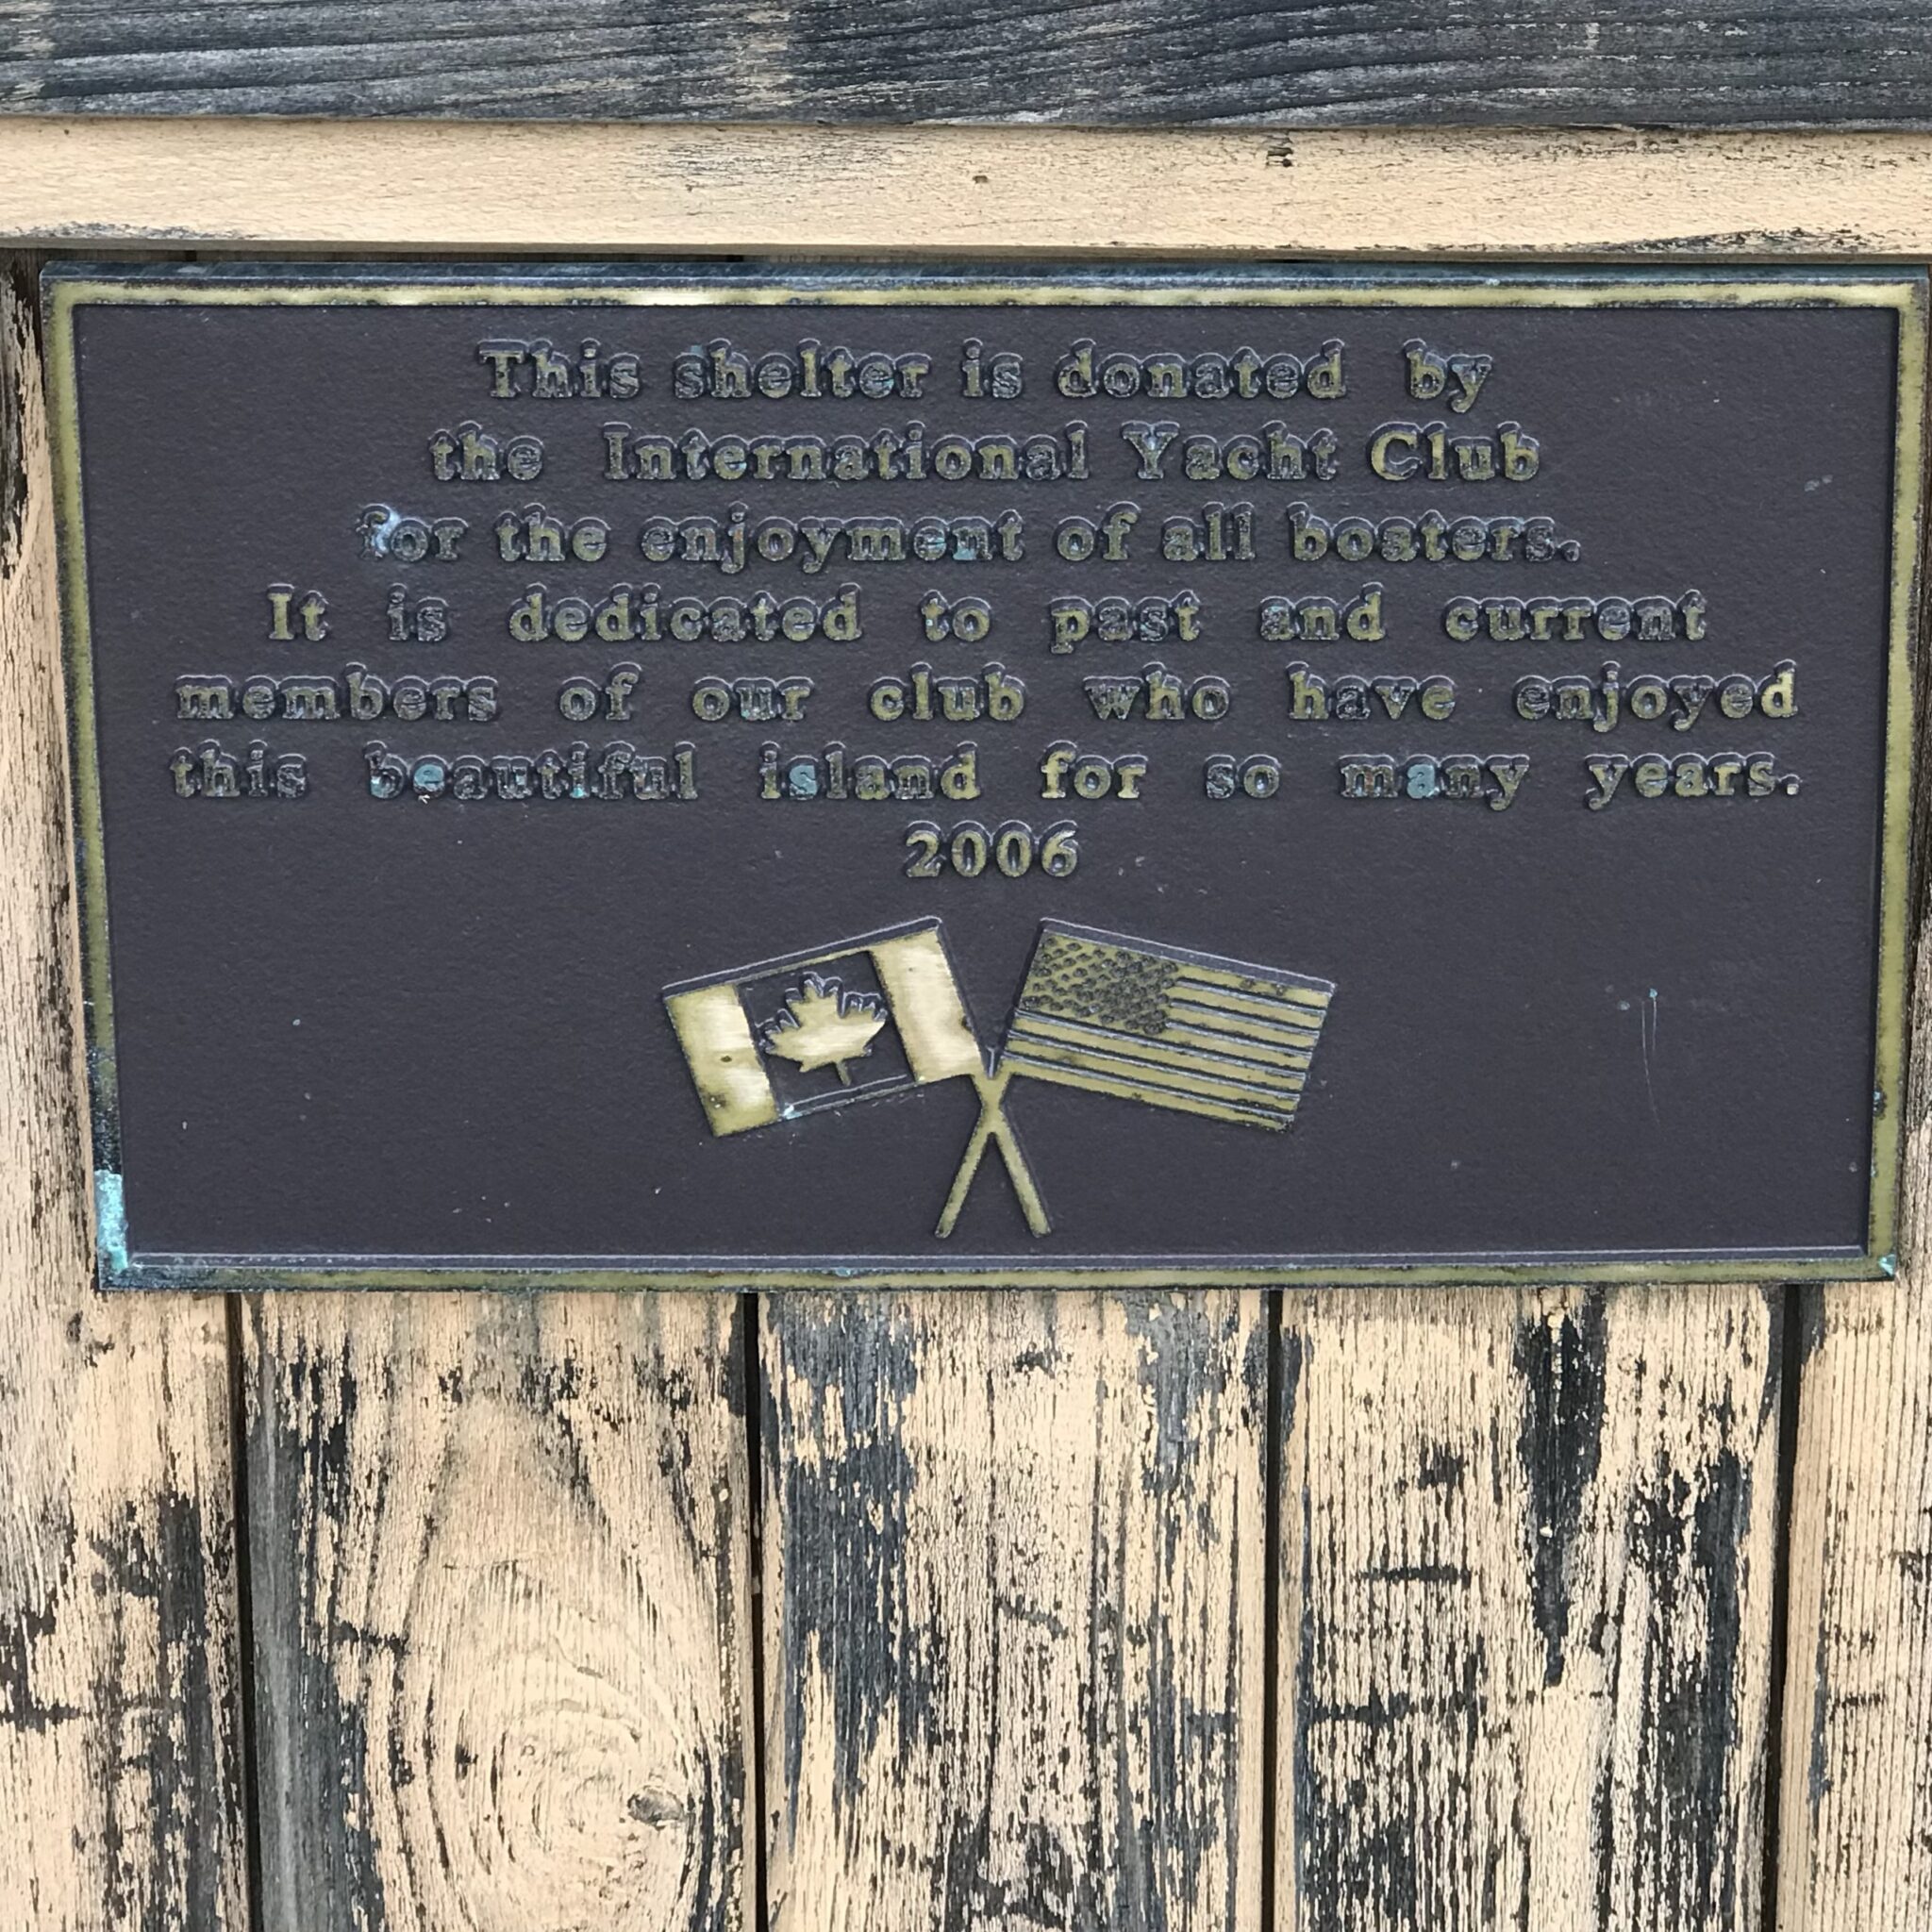 This shelter is donated by
the International Yacht Club
for the enjoyment of all boaters.
It is dedicated to past and current
members of our club who have enjoyed
this beautiful island for so many years.
2006